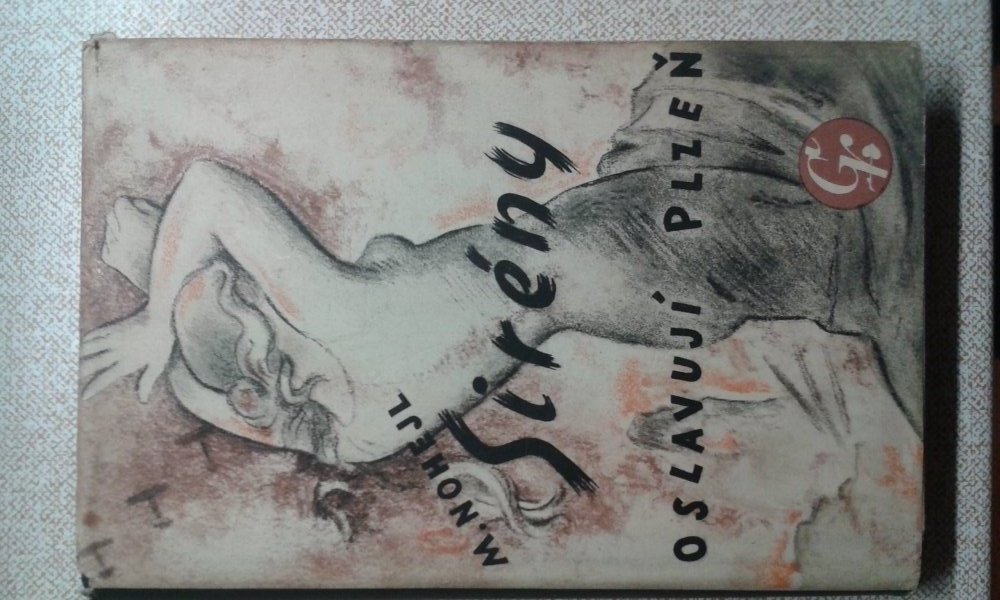 M. NOHEJL
Sirény
OSLAVUJÍ PLZEŇ